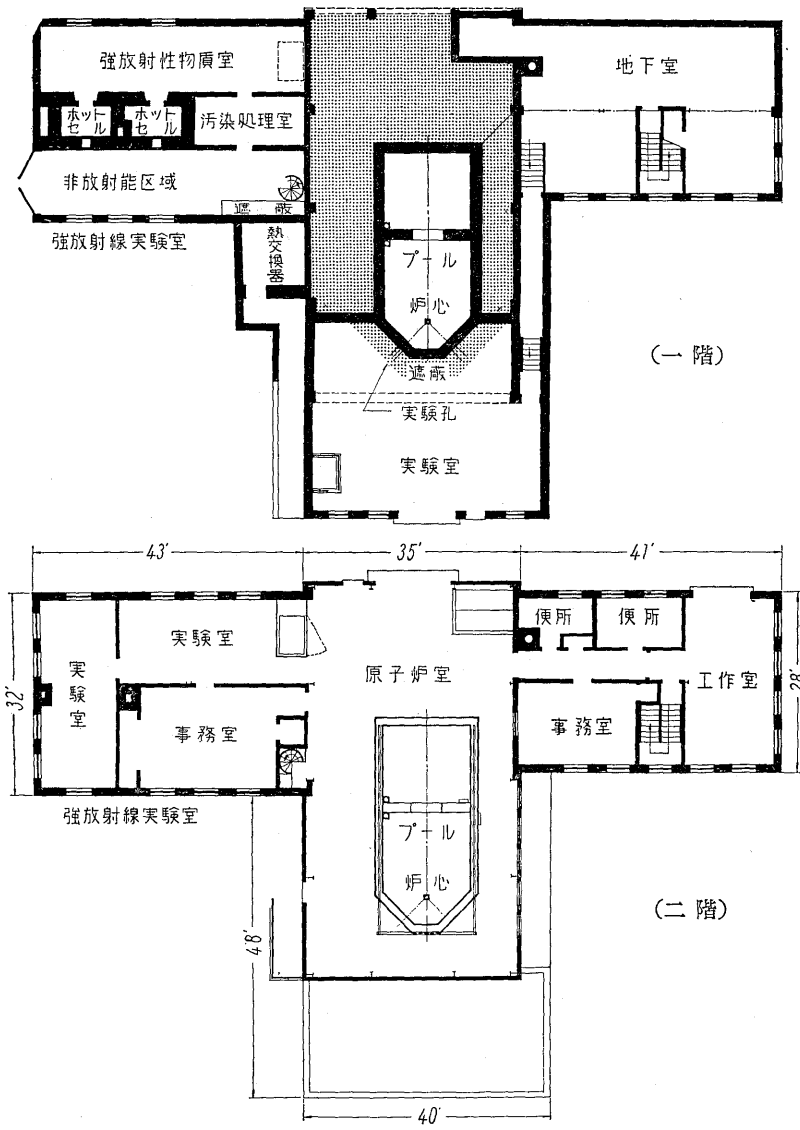 強放射性物質室
地下室
ホット
セル
ホット
セル
汚染処理室
非放射能区域
遮蔽
強放射線実験室
熱交換器
プール
炉心
(一階)
遮蔽
実験孔
実験室
43'
35'
41'
便所
便所
実験室
実験室
原子炉室
工作室
32'
28'
事務室
事務室
強放射線実験室
プール
炉心
(二階)
48'
40'